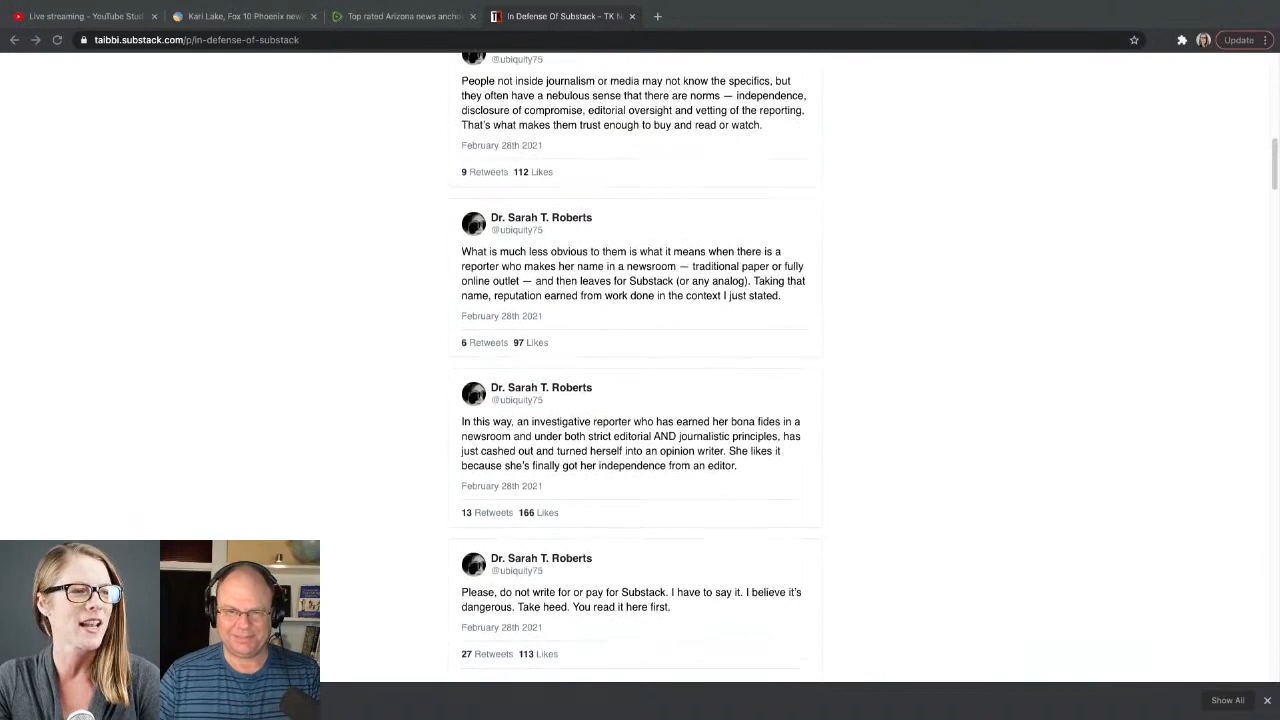 Live streaming - YouTube Stud
Kari Lake, Fox 10 Phoenix new
Top rated Arizona news ancho
In Defense Of Substack - TK N
taibbi.substack.com/p/in-defense-of-substack
Update
@ubiquity75
People not inside journalism or media may not know the specifics, but
they often have a nebulous sense that there are norms — independence,
disclosure of compromise, editorial oversight and vetting of the reporting.
That's what makes them trust enough to buy and read or watch.
February 28th 2021
9 Retweets 112 Likes
Dr. Sarah T. Roberts
@ubiquity75
What is much less obvious to them is what it means when there is a
reporter who makes her name in a newsroom — traditional paper or fully
online outlet — and then leaves for Substack (or any analog). Taking that
name, reputation earned from work done in the context I just stated.
February 28th 2021
6 Retweets 97 Likes
Dr. Sarah T. Roberts
@ubiquity75
In this way, an investigative reporter who has earned her bona fides in a
newsroom and under both strict editorial AND journalistic principles, has
just cashed out and turned herself into an opinion writer. She likes it
because she's finally got her independence from an editor.
February 28th 2021
13 Retweets 166 Likes
Dr. Sarah T. Roberts
@ubiquity75
Please, do not write for or pay for Substack. I have to say it. I believe it's
dangerous. Take heed. You read it here first.
February 28th 2021
27 Retweets 113 Likes
Show All